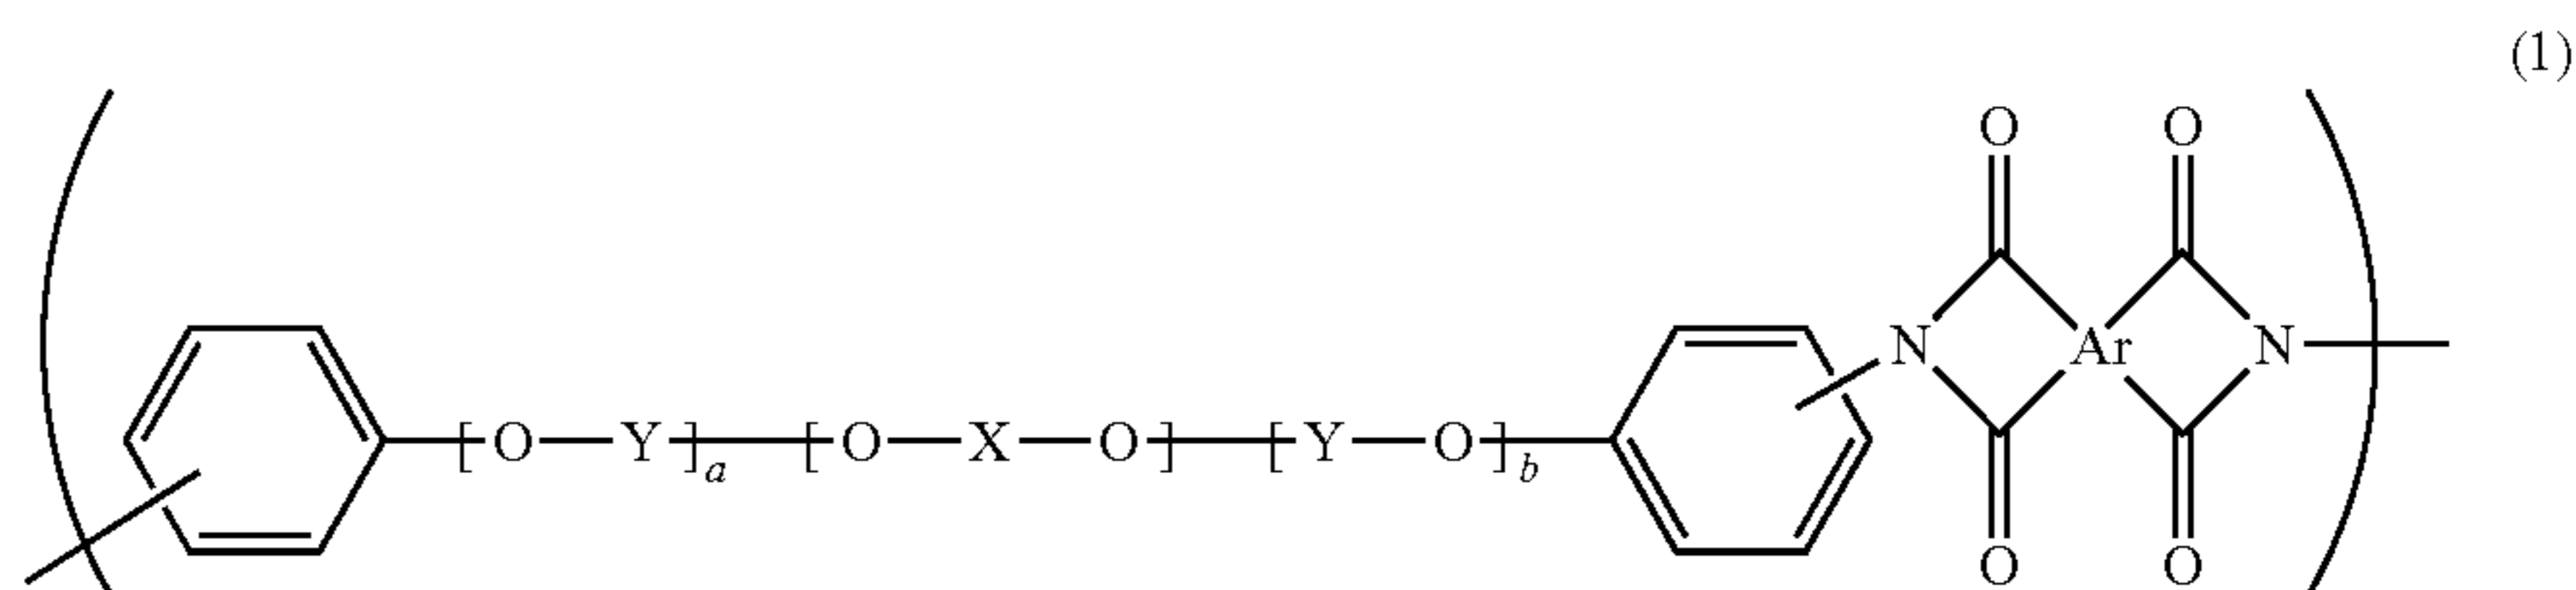 (1)
O O
N Ar N
[O—Y]a [O—X—O] [Y—O]b
O O